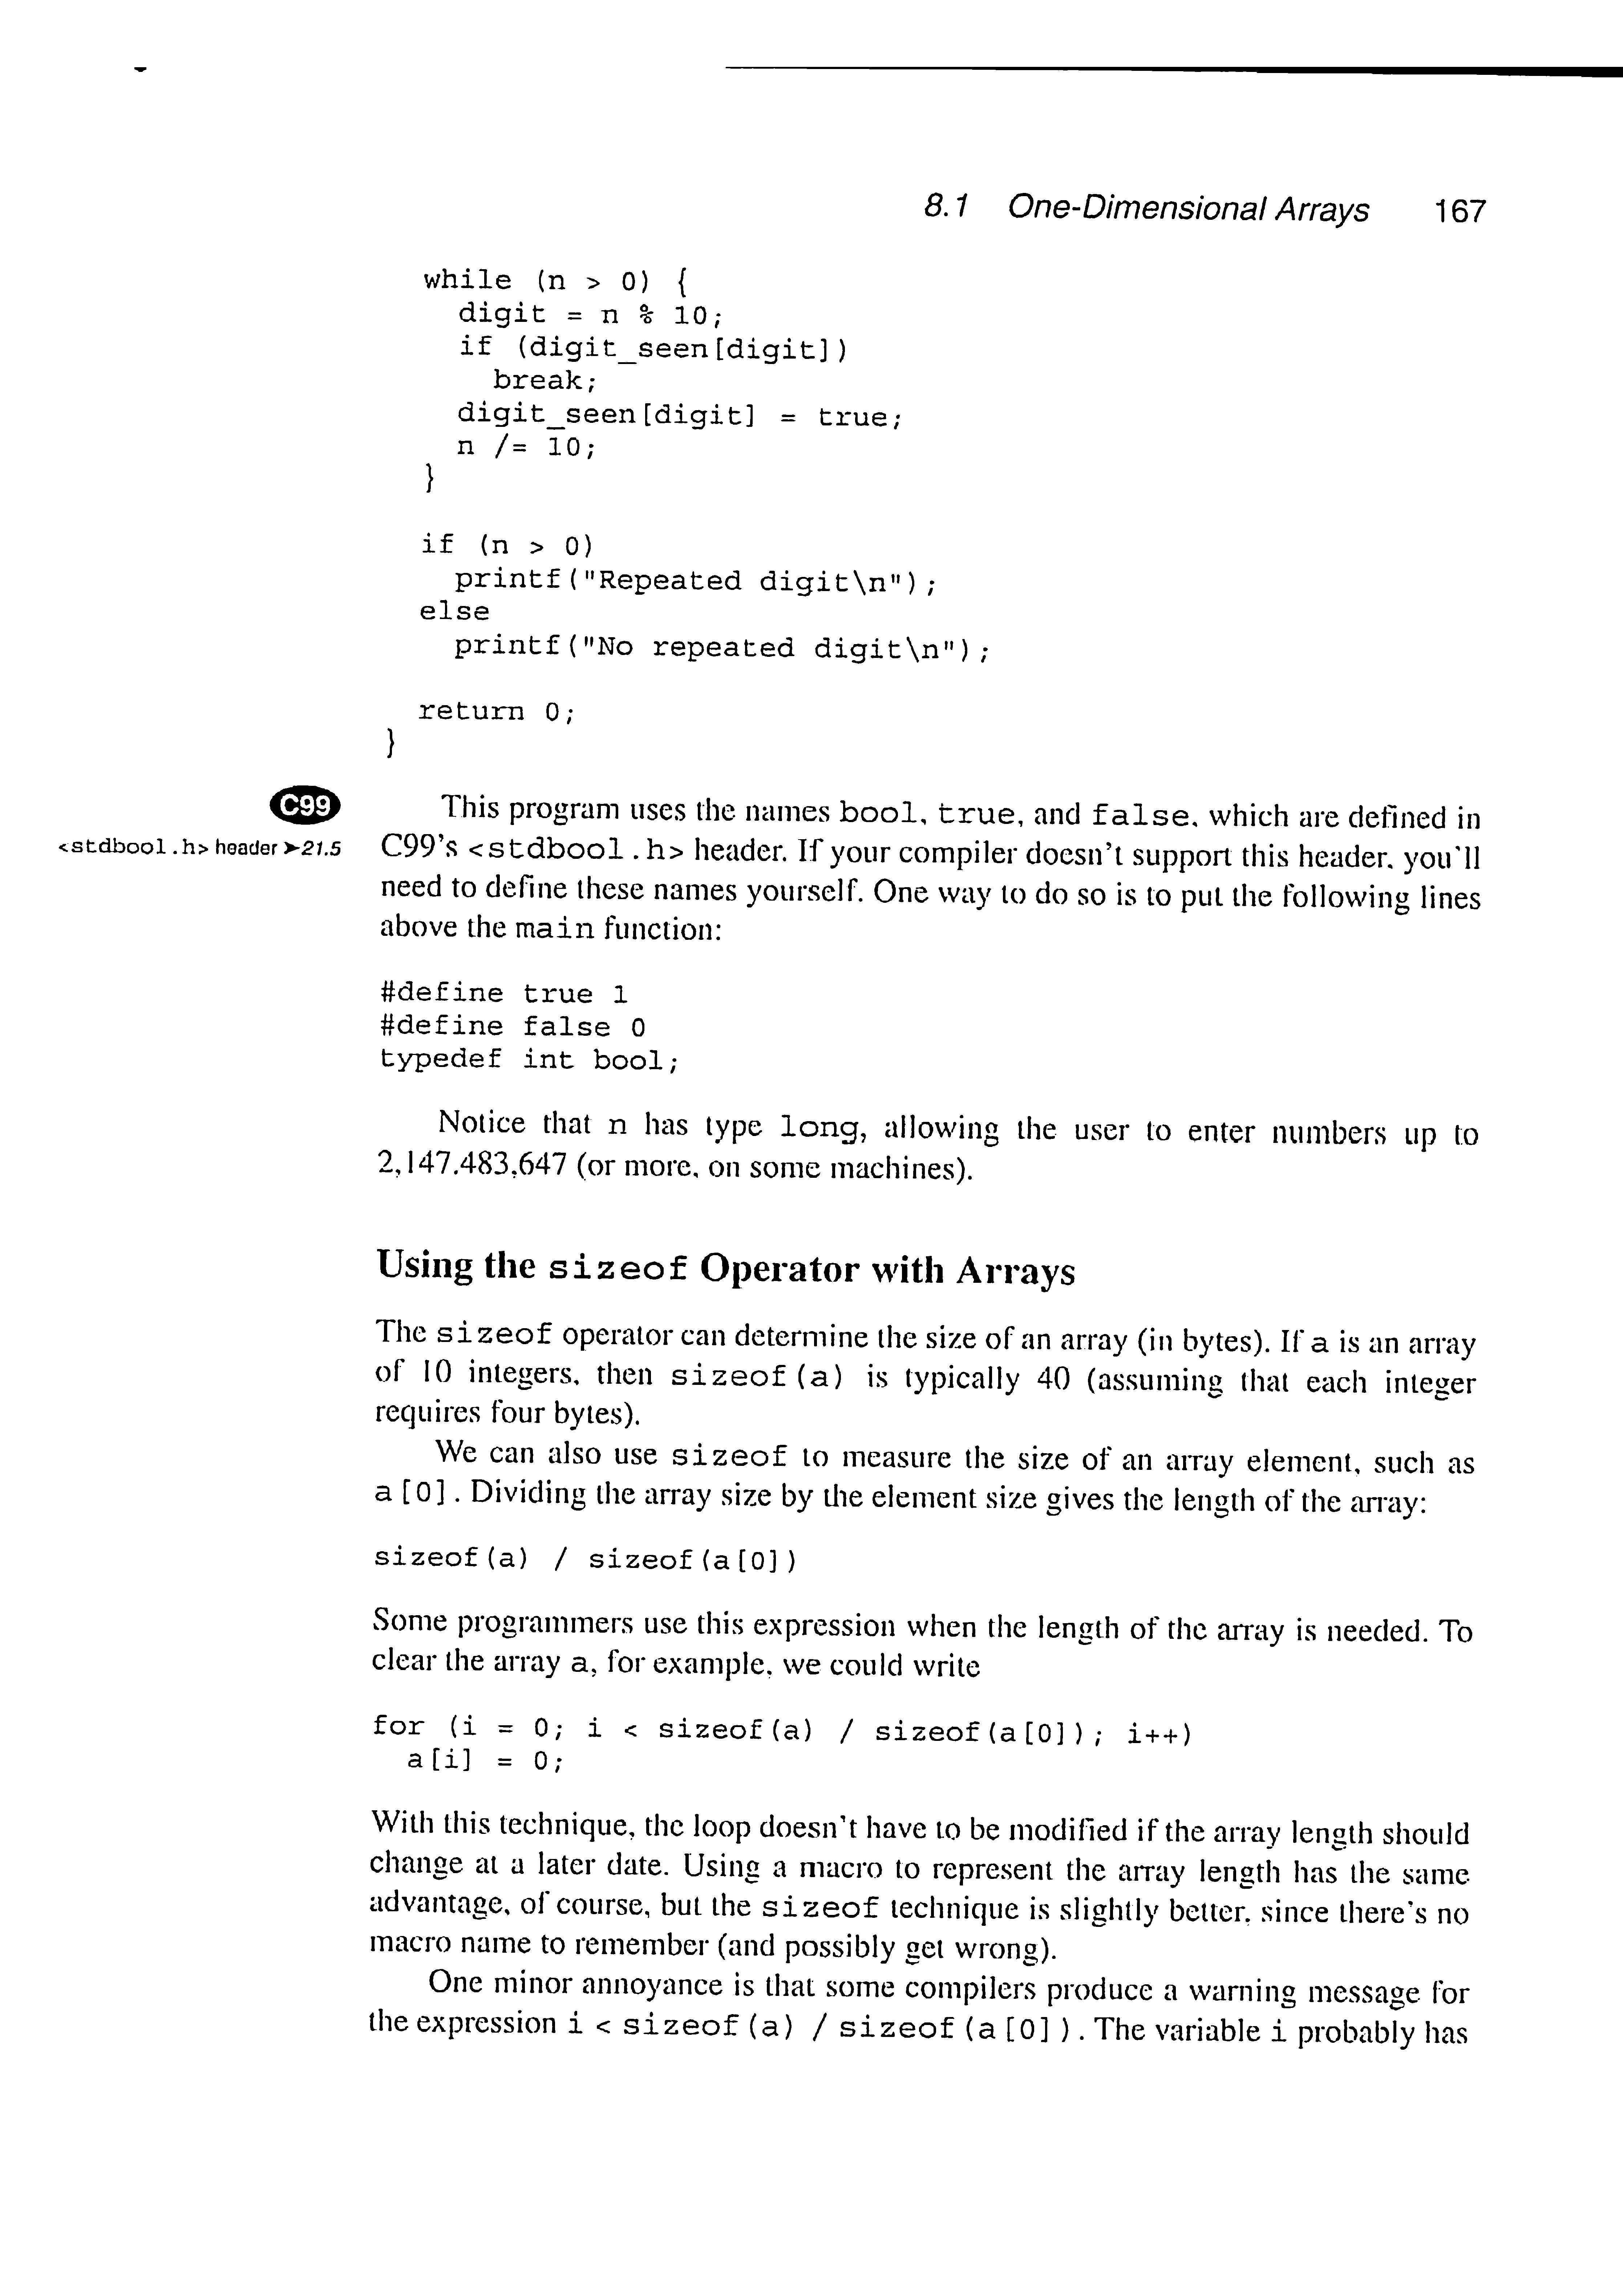 8.1 One-Dimensional Arrays 167
while (n > 0) {
digit = n % 10;
if (digit_seen[digit])
break;
digit_seen[digit] = true;
n /= 10;
}
if (n > 0)
printf("Repeated digit\n");
else
printf("No repeated digit\n");
return 0;
}
C99
<stdbool.h> header ➤21.5
This program uses the names bool, true, and false, which are defined in
C99's <stdbool.h> header. If your compiler doesn't support this header, you'll
need to define these names yourself. One way to do so is to put the following lines
above the main function:
#define true 1
#define false 0
typedef int bool;
Notice that n has type long, allowing the user to enter numbers up to
2,147,483,647 (or more, on some machines).
Using the sizeof Operator with Arrays
The sizeof operator can determine the size of an array (in bytes). If a is an array
of 10 integers, then sizeof(a) is typically 40 (assuming that each integer
requires four bytes).
We can also use sizeof to measure the size of an array element, such as
a[0]. Dividing the array size by the element size gives the length of the array:
sizeof(a) / sizeof(a[0])
Some programmers use this expression when the length of the array is needed. To
clear the array a, for example, we could write
for (i = 0; i < sizeof(a) / sizeof(a[0]); i++)
a[i] = 0;
With this technique, the loop doesn't have to be modified if the array length should
change at a later date. Using a macro to represent the array length has the same
advantage, of course, but the sizeof technique is slightly better, since there's no
macro name to remember (and possibly get wrong).
One minor annoyance is that some compilers produce a warning message for
the expression i < sizeof(a) / sizeof(a[0]). The variable i probably has